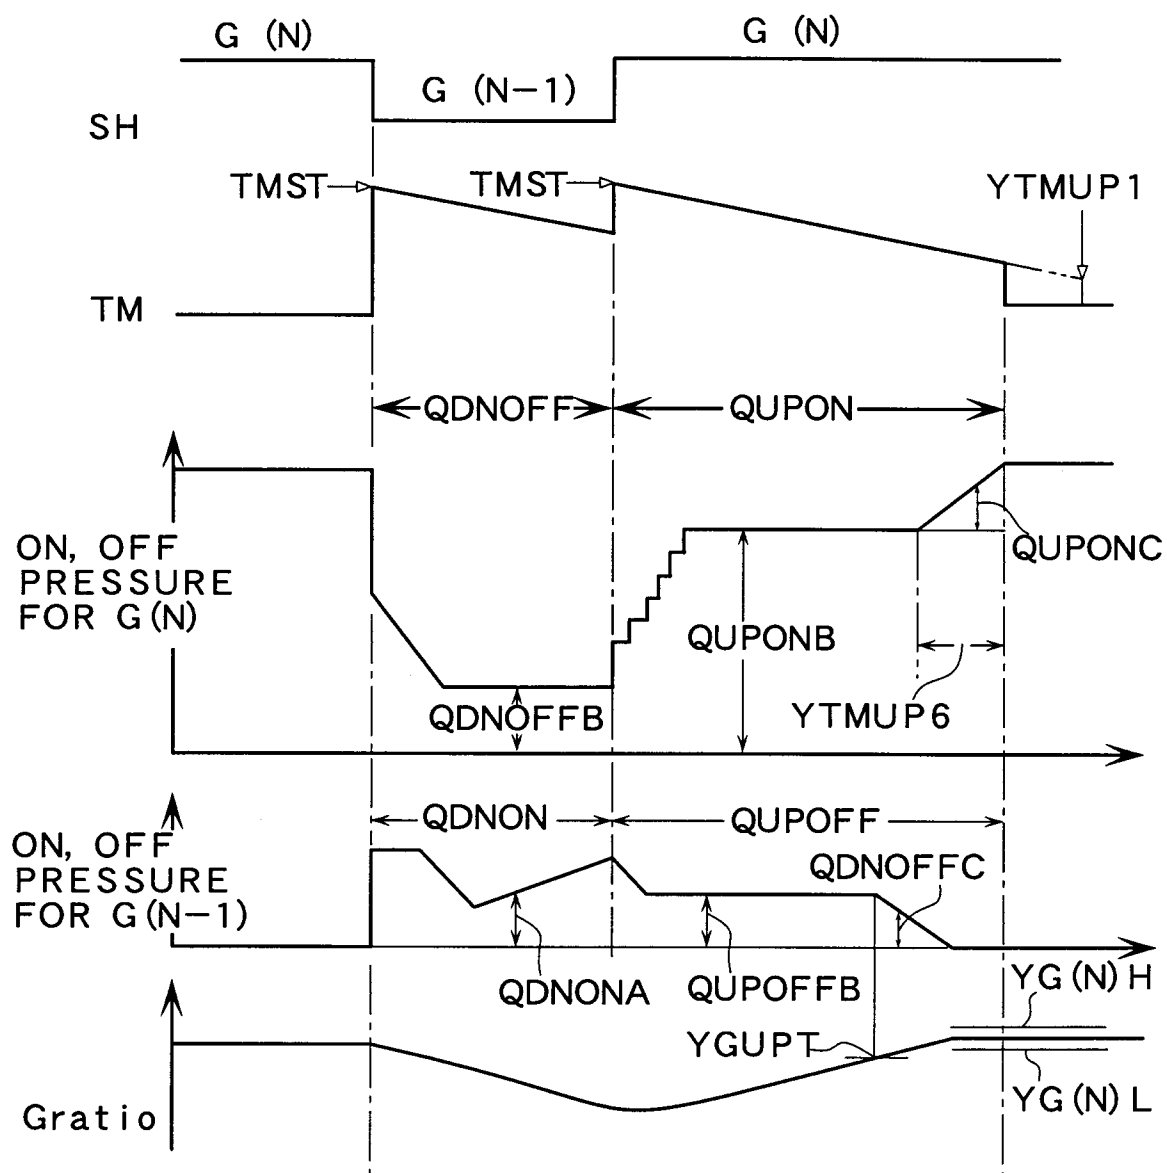 G (N)
G (N)
G (N-1)
SH
TMST
TMST
YTMUP1
TM
QDNOFF
QUPON
ON, OFF
PRESSURE
FOR G(N)
QUPONC
QUPONB
QDNOFFB
YTMUP6
QDNON
QUPOFF
ON, OFF
PRESSURE
FOR G(N-1)
QDNOFFC
QDNONA
QUPOFFB
YG(N)H
YGUPT
YG(N)L
Gratio